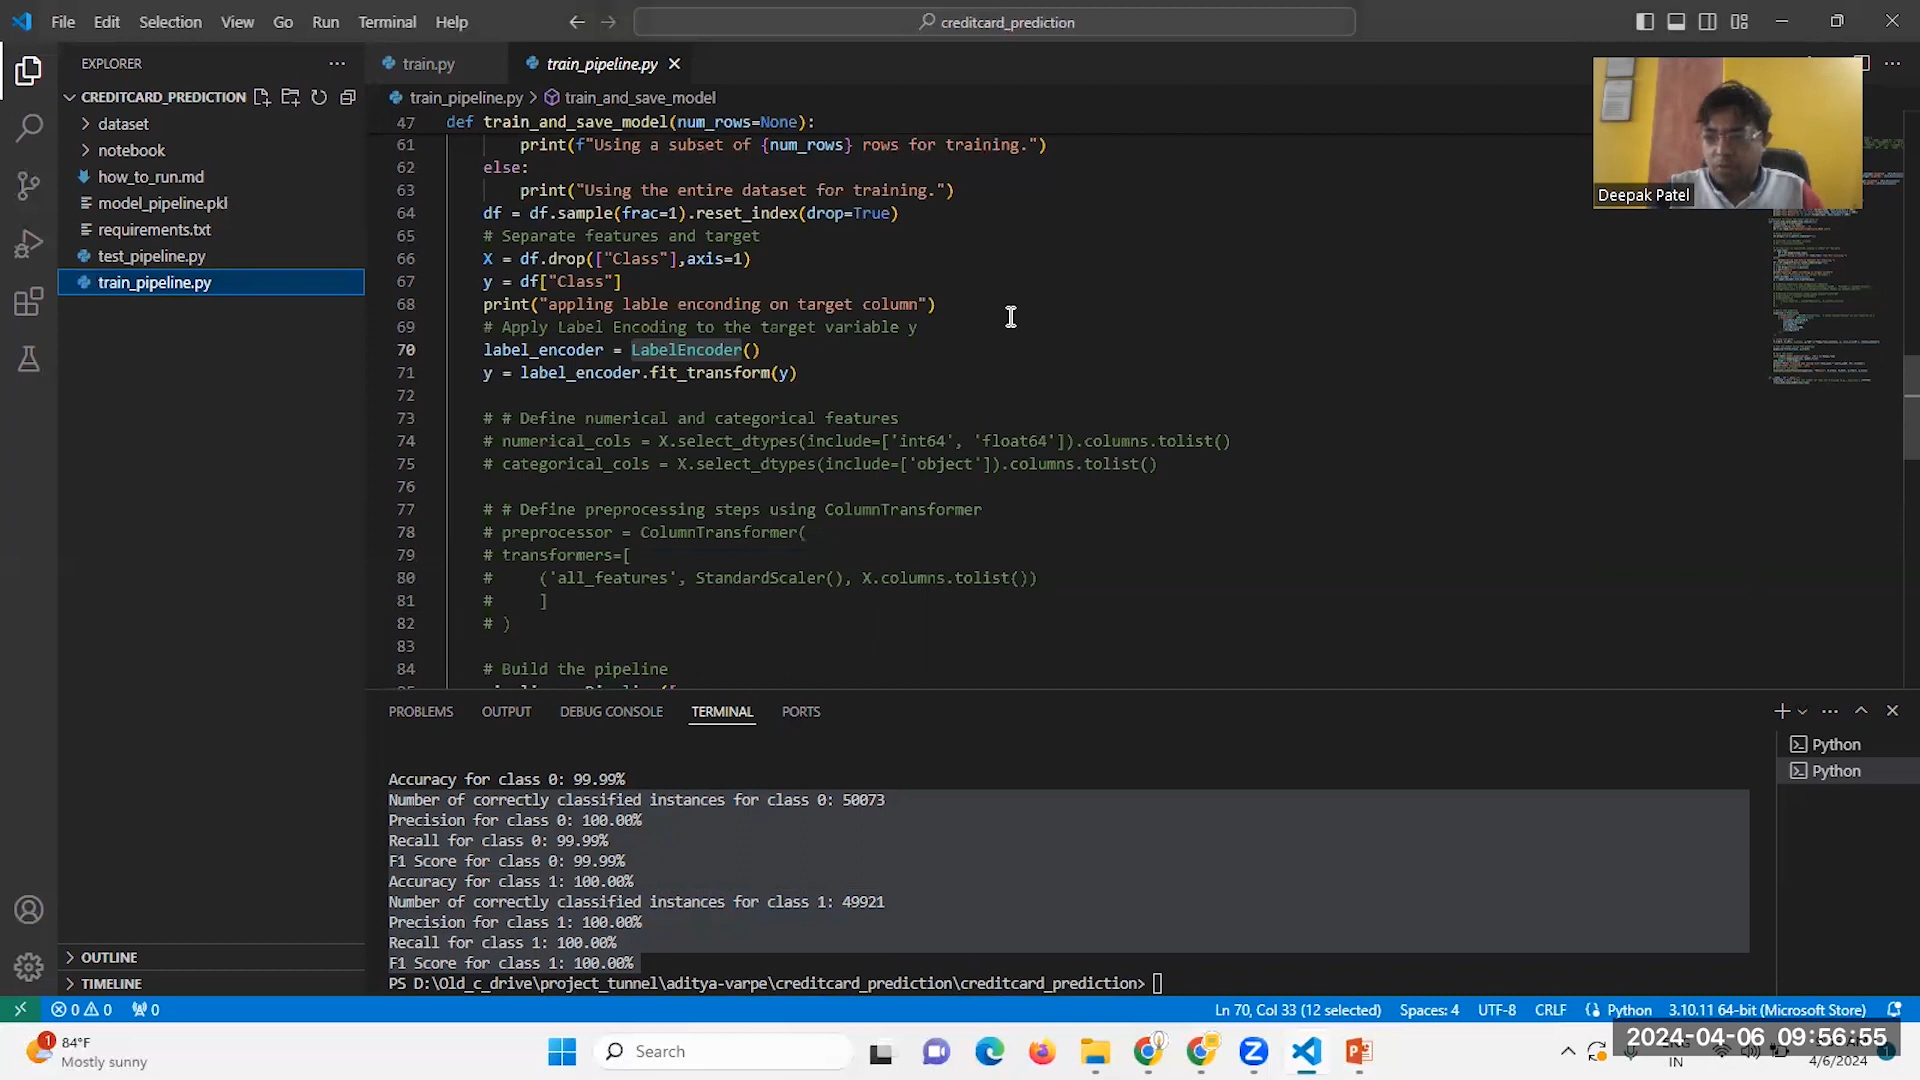 File Edit Selection View Go Run Terminal Help
creditcard_prediction
EXPLORER
train.py
train_pipeline.py
CREDITCARD_PREDICTION
train_pipeline.py > train_and_save_model
dataset
notebook
how_to_run.md
model_pipeline.pkl
requirements.txt
test_pipeline.py
train_pipeline.py
47 def train_and_save_model(num_rows=None):
61 print(f"Using a subset of {num_rows} rows for training.")
62 else:
63 print("Using the entire dataset for training.")
64 df = df.sample(frac=1).reset_index(drop=True)
65 # Separate features and target
66 X = df.drop(["Class"],axis=1)
67 y = df["Class"]
68 print("appling lable enconding on target column")
69 # Apply Label Encoding to the target variable y
70 label_encoder = LabelEncoder()
71 y = label_encoder.fit_transform(y)
72
73 # # Define numerical and categorical features
74 # numerical_cols = X.select_dtypes(include=['int64', 'float64']).columns.tolist()
75 # categorical_cols = X.select_dtypes(include=['object']).columns.tolist()
76
77 # # Define preprocessing steps using ColumnTransformer
78 # preprocessor = ColumnTransformer(
79 # transformers=[
80 # ('all_features', StandardScaler(), X.columns.tolist())
81 # ]
82 # )
83
84 # Build the pipeline
Deepak Patel
PROBLEMS OUTPUT DEBUG CONSOLE TERMINAL PORTS
Python
Python
Accuracy for class 0: 99.99%
Number of correctly classified instances for class 0: 50073
Precision for class 0: 100.00%
Recall for class 0: 99.99%
F1 Score for class 0: 99.99%
Accuracy for class 1: 100.00%
Number of correctly classified instances for class 1: 49921
Precision for class 1: 100.00%
Recall for class 1: 100.00%
F1 Score for class 1: 100.00%
PS D:\Old_c_drive\project_tunnel\aditya-varpe\creditcard_prediction\creditcard_prediction>
OUTLINE
TIMELINE
0 0 0
Ln 70, Col 33 (12 selected) Spaces: 4 UTF-8 CRLF Python 3.10.11 64-bit (Microsoft Store)
1
84°F
Mostly sunny
Search
IN
2024-04-06 09:56:55
4/6/2024